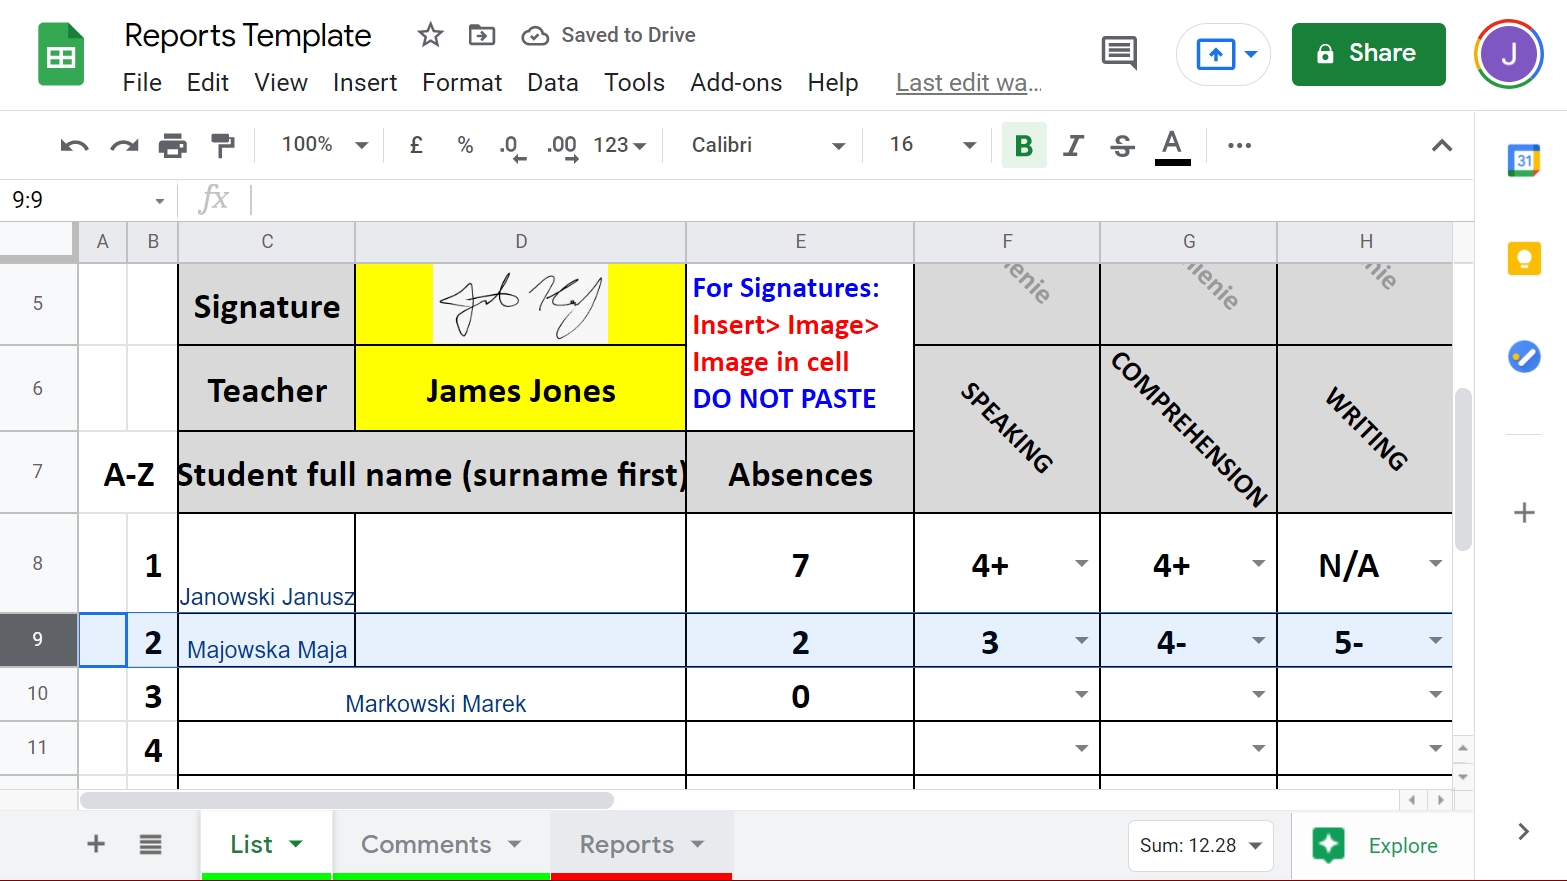 Reports Template
Saved to Drive
File Edit View Insert Format Data Tools Add-ons Help Last edit wa...
Share
J
100% £ % .0 .00 123 Calibri 16 B I S A
31
9:9 fx
A B C D E F G H
5 Signature
For Signatures:
Insert> Image>
Image in cell
DO NOT PASTE
enie
ienie
nie
6 Teacher James Jones
SPEAKING
COMPREHENSION
WRITING
7 A-Z Student full name (surname first) Absences
8 1 Janowski Janusz 7 4+ 4+ N/A
9 2 Majowska Maja 2 3 4- 5-
10 3 Markowski Marek 0
11 4
List Comments Reports Sum: 12.28 Explore